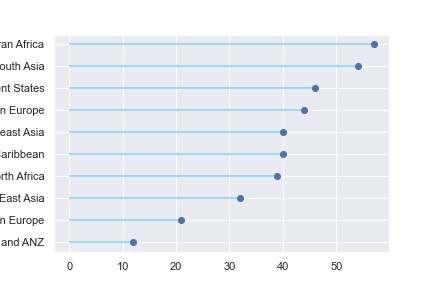 ran Africa
outh Asia
ent States
n Europe
east Asia
Caribbean
orth Africa
East Asia
n Europe
and ANZ
0 10 20 30 40 50